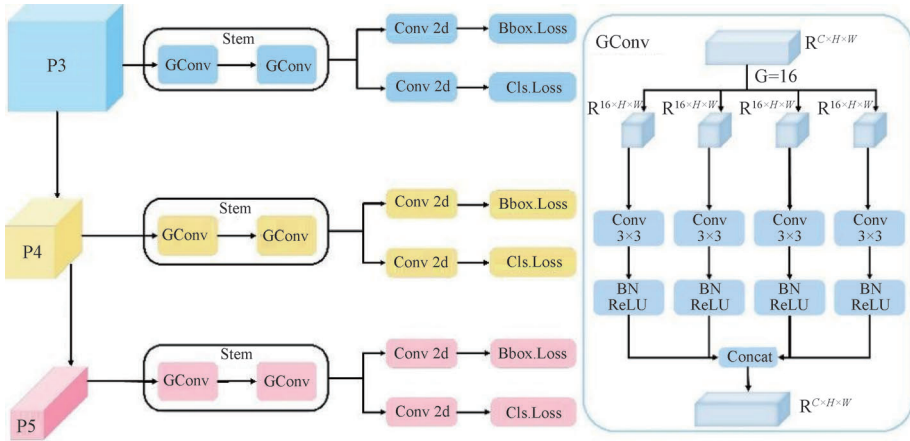 P3
Stem
GConv
GConv
Conv 2d
Bbox.Loss
Conv 2d
Cls.Loss
P4
Stem
GConv
GConv
Conv 2d
Bbox.Loss
Conv 2d
Cls.Loss
P5
Stem
GConv
GConv
Conv 2d
Bbox.Loss
Conv 2d
Cls.Loss
GConv
R^{C×H×W}
G=16
R^{16×H×W}
R^{16×H×W}
R^{16×H×W}
R^{16×H×W}
Conv
3×3
Conv
3×3
Conv
3×3
Conv
3×3
BN
ReLU
BN
ReLU
BN
ReLU
BN
ReLU
Concat
R^{C×H×W}